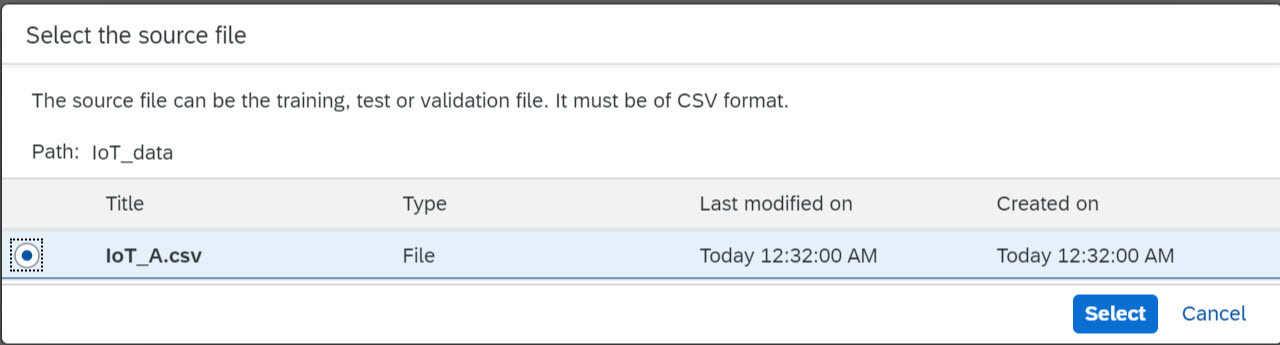 Select the source file
The source file can be the training, test or validation file. It must be of CSV format.
Path: IoT_data
Title Type Last modified on Created on
IoT_A.csv File Today 12:32:00 AM Today 12:32:00 AM
Select Cancel